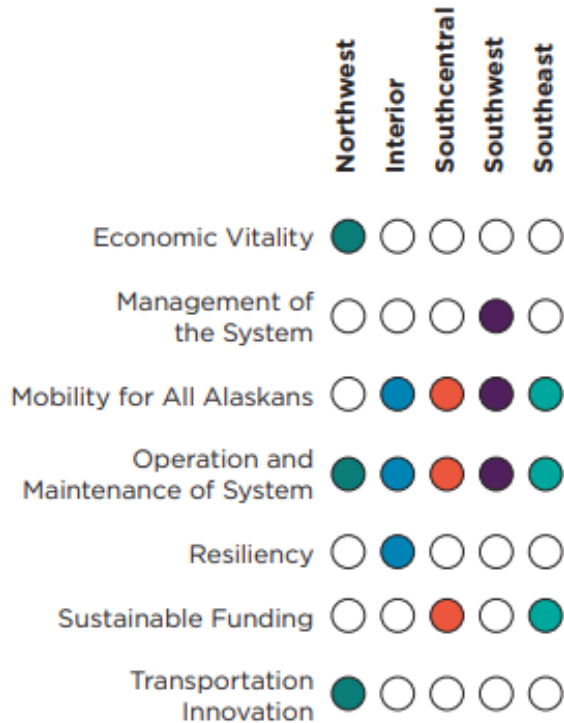 Northwest
Interior
Southcentral
Southwest
Southeast
Economic Vitality
Management of
the System
Mobility for All Alaskans
Operation and
Maintenance of System
Resiliency
Sustainable Funding
Transportation
Innovation